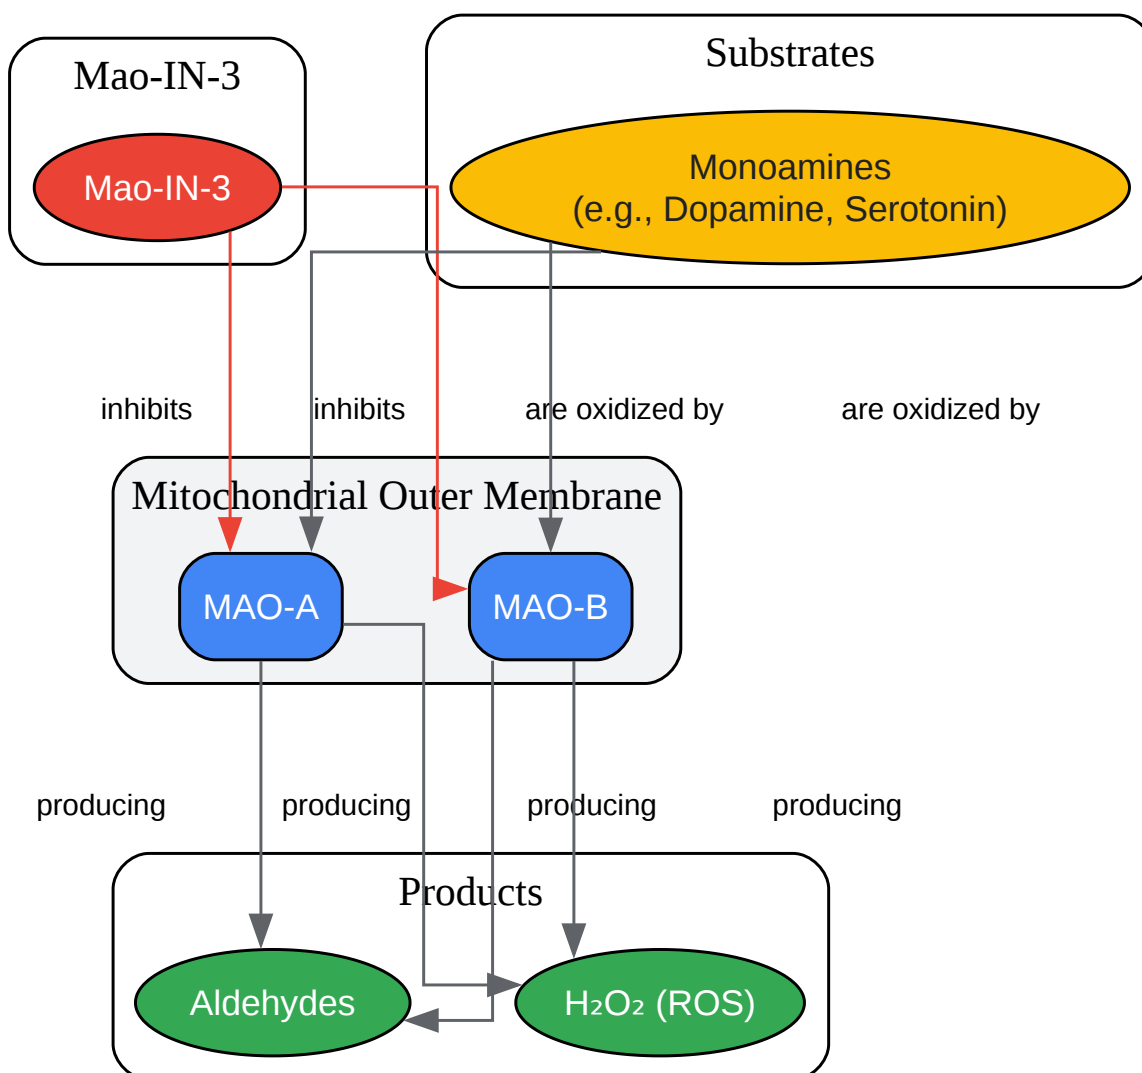 Mao-IN-3
Substrates
Mao-IN-3
Monoamines
(e.g., Dopamine, Serotonin)
inhibits
inhibits
are oxidized by
are oxidized by
Mitochondrial Outer Membrane
MAO-A
MAO-B
producing
producing
producing
producing
Products
Aldehydes
H₂O₂ (ROS)